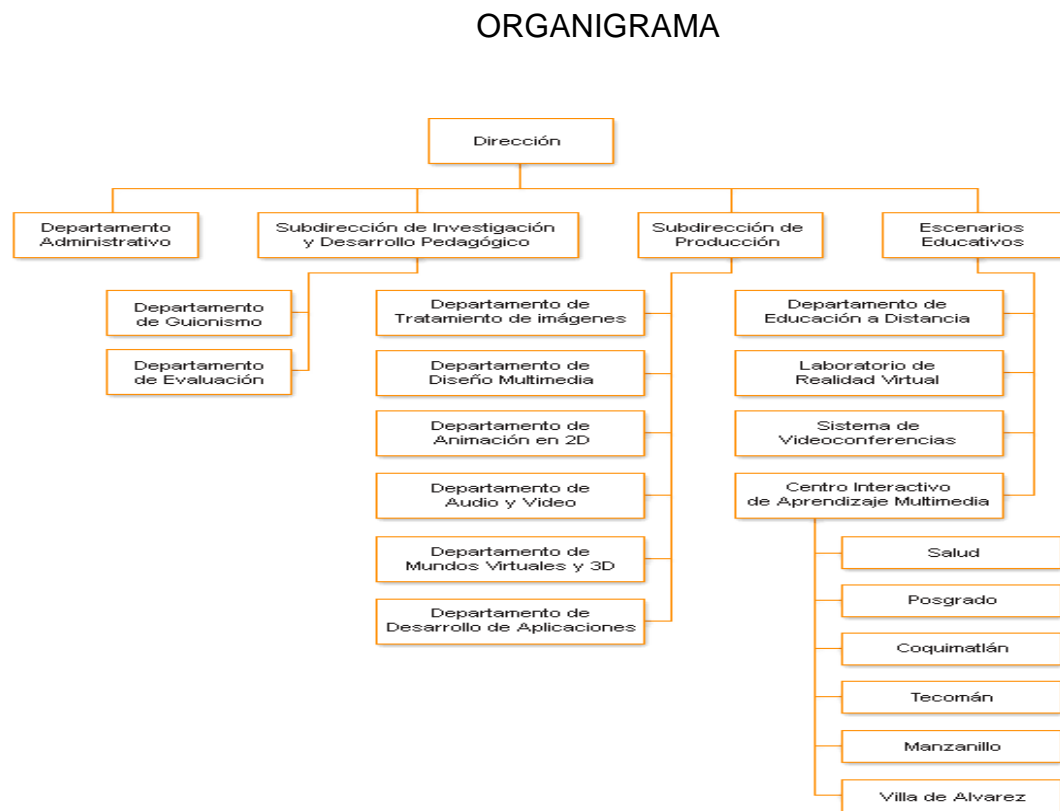 ORGANIGRAMA
Dirección
Departamento
Administrativo
Subdirección de Investigación
y Desarrollo Pedagógico
Subdirección de
Producción
Escenarios
Educativos
Departamento
de Guionismo
Departamento
de Evaluación
Departamento de
Tratamiento de imágenes
Departamento de
Diseño Multimedia
Departamento de
Animación en 2D
Departamento de
Audio y Video
Departamento de
Mundos Virtuales y 3D
Departamento de
Desarrollo de Aplicaciones
Departamento de
Educación a Distancia
Laboratorio de
Realidad Virtual
Sistema de
Videoconferencias
Centro Interactivo
de Aprendizaje Multimedia
Salud
Posgrado
Coquimatlán
Tecomán
Manzanillo
Villa de Alvarez